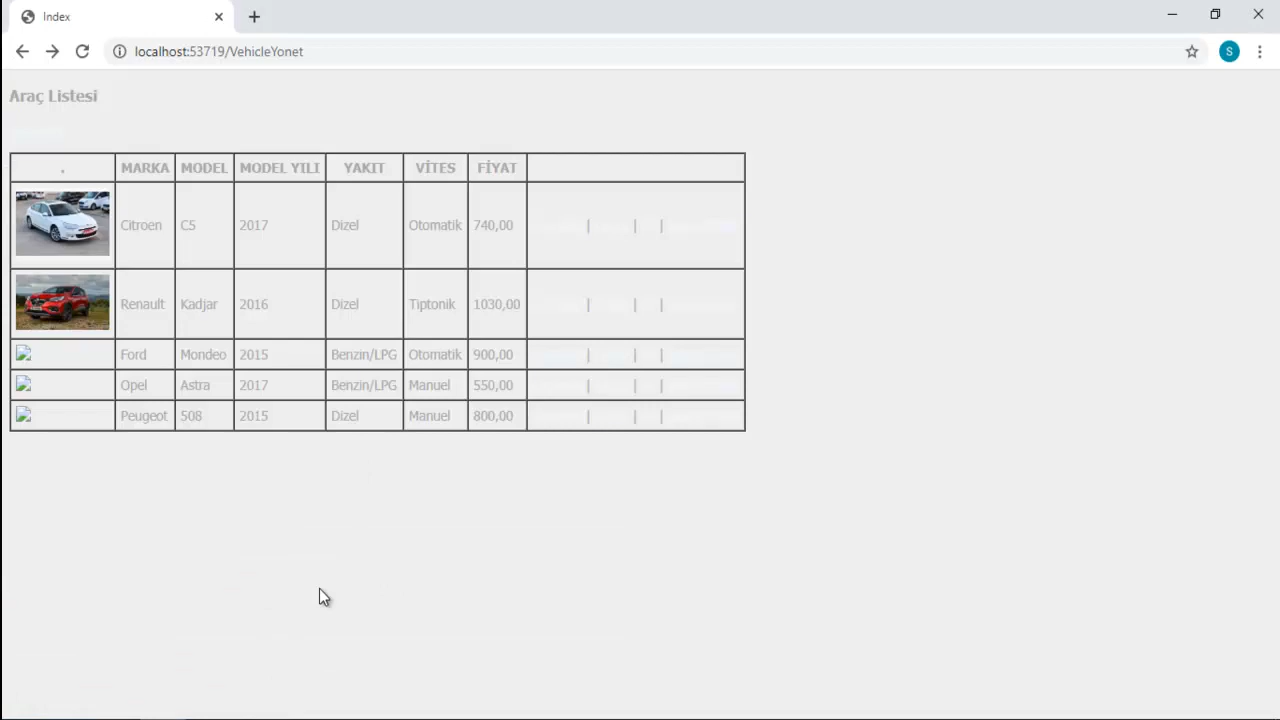 Index
localhost:53719/VehicleYonet
S
Araç Listesi
. MARKA MODEL MODEL YILI YAKIT VİTES FİYAT
Citroen C5 2017 Dizel Otomatik 740,00 | | |
Renault Kadjar 2016 Dizel Tiptonik 1030,00 | | |
Ford Mondeo 2015 Benzin/LPG Otomatik 900,00 | | |
Opel Astra 2017 Benzin/LPG Manuel 550,00 | | |
Peugeot 508 2015 Dizel Manuel 800,00 | | |